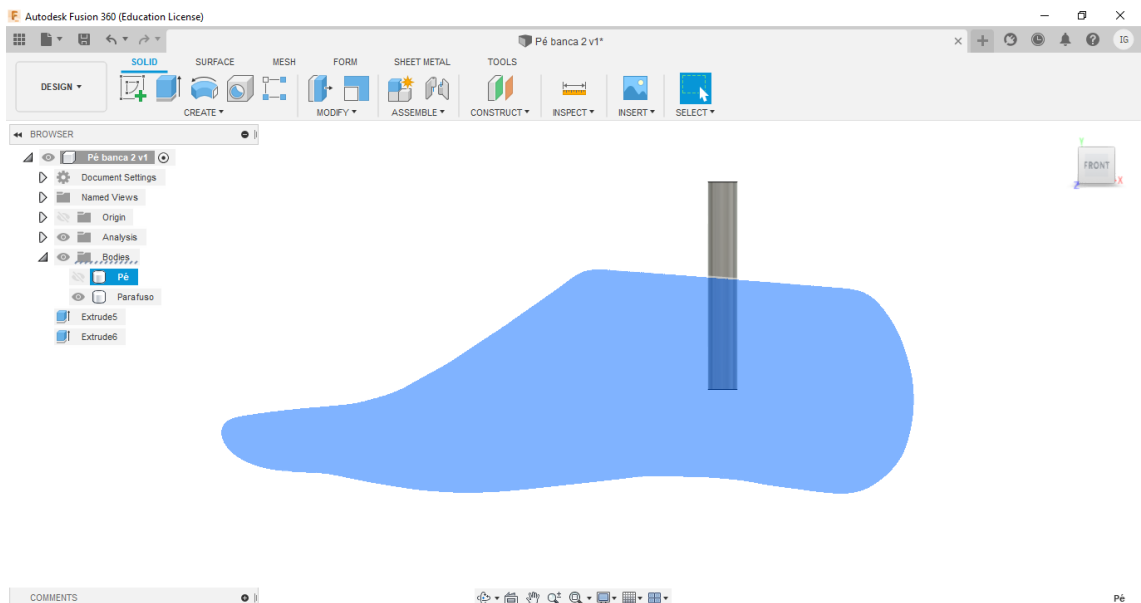 Autodesk Fusion 360 (Education License)
Pé banca 2 v1*
IG
SOLID SURFACE MESH FORM SHEET METAL TOOLS
DESIGN
CREATE MODIFY ASSEMBLE CONSTRUCT INSPECT INSERT SELECT
BROWSER
Pé banca 2 v1
Document Settings
Named Views
Origin
Analysis
Bodies
Pé
Parafuso
Extrude5
Extrude6
Y
FRONT
Z X
COMMENTS
Pé